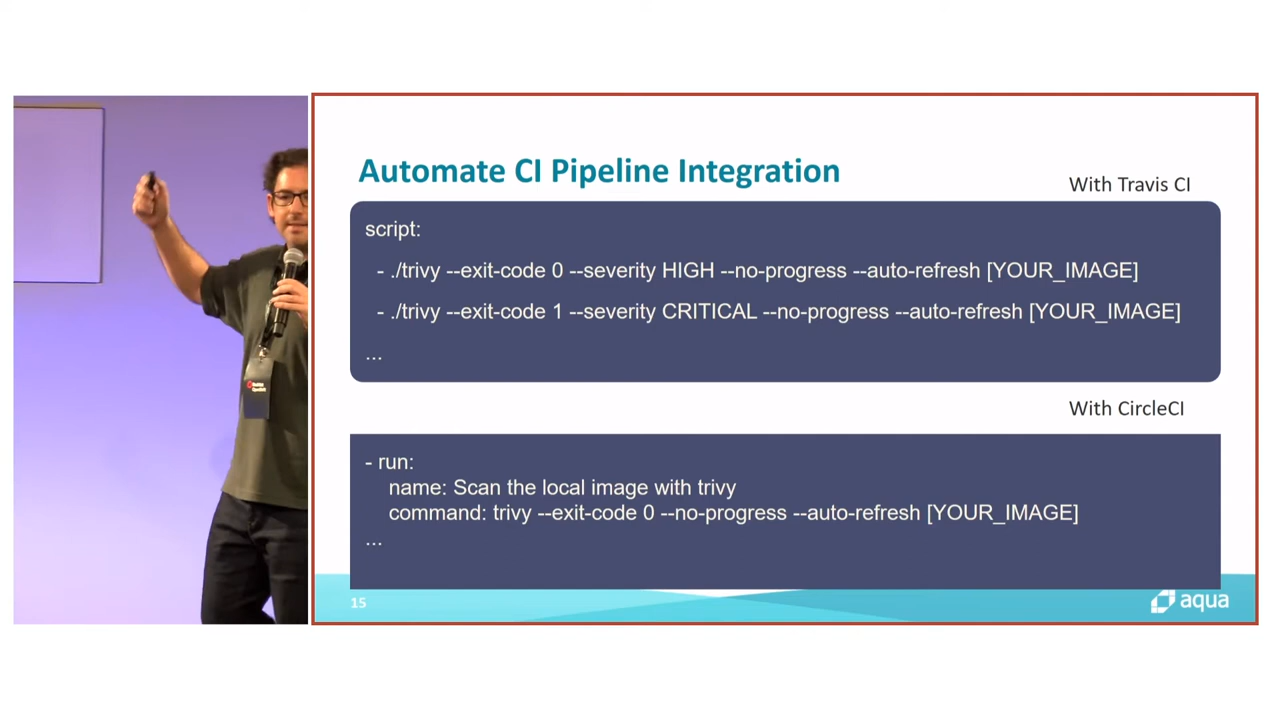 Automate CI Pipeline Integration
With Travis CI
script:
- ./trivy --exit-code 0 --severity HIGH --no-progress --auto-refresh [YOUR_IMAGE]
- ./trivy --exit-code 1 --severity CRITICAL --no-progress --auto-refresh [YOUR_IMAGE]
...
With CircleCI
- run:
name: Scan the local image with trivy
command: trivy --exit-code 0 --no-progress --auto-refresh [YOUR_IMAGE]
...
15
aqua